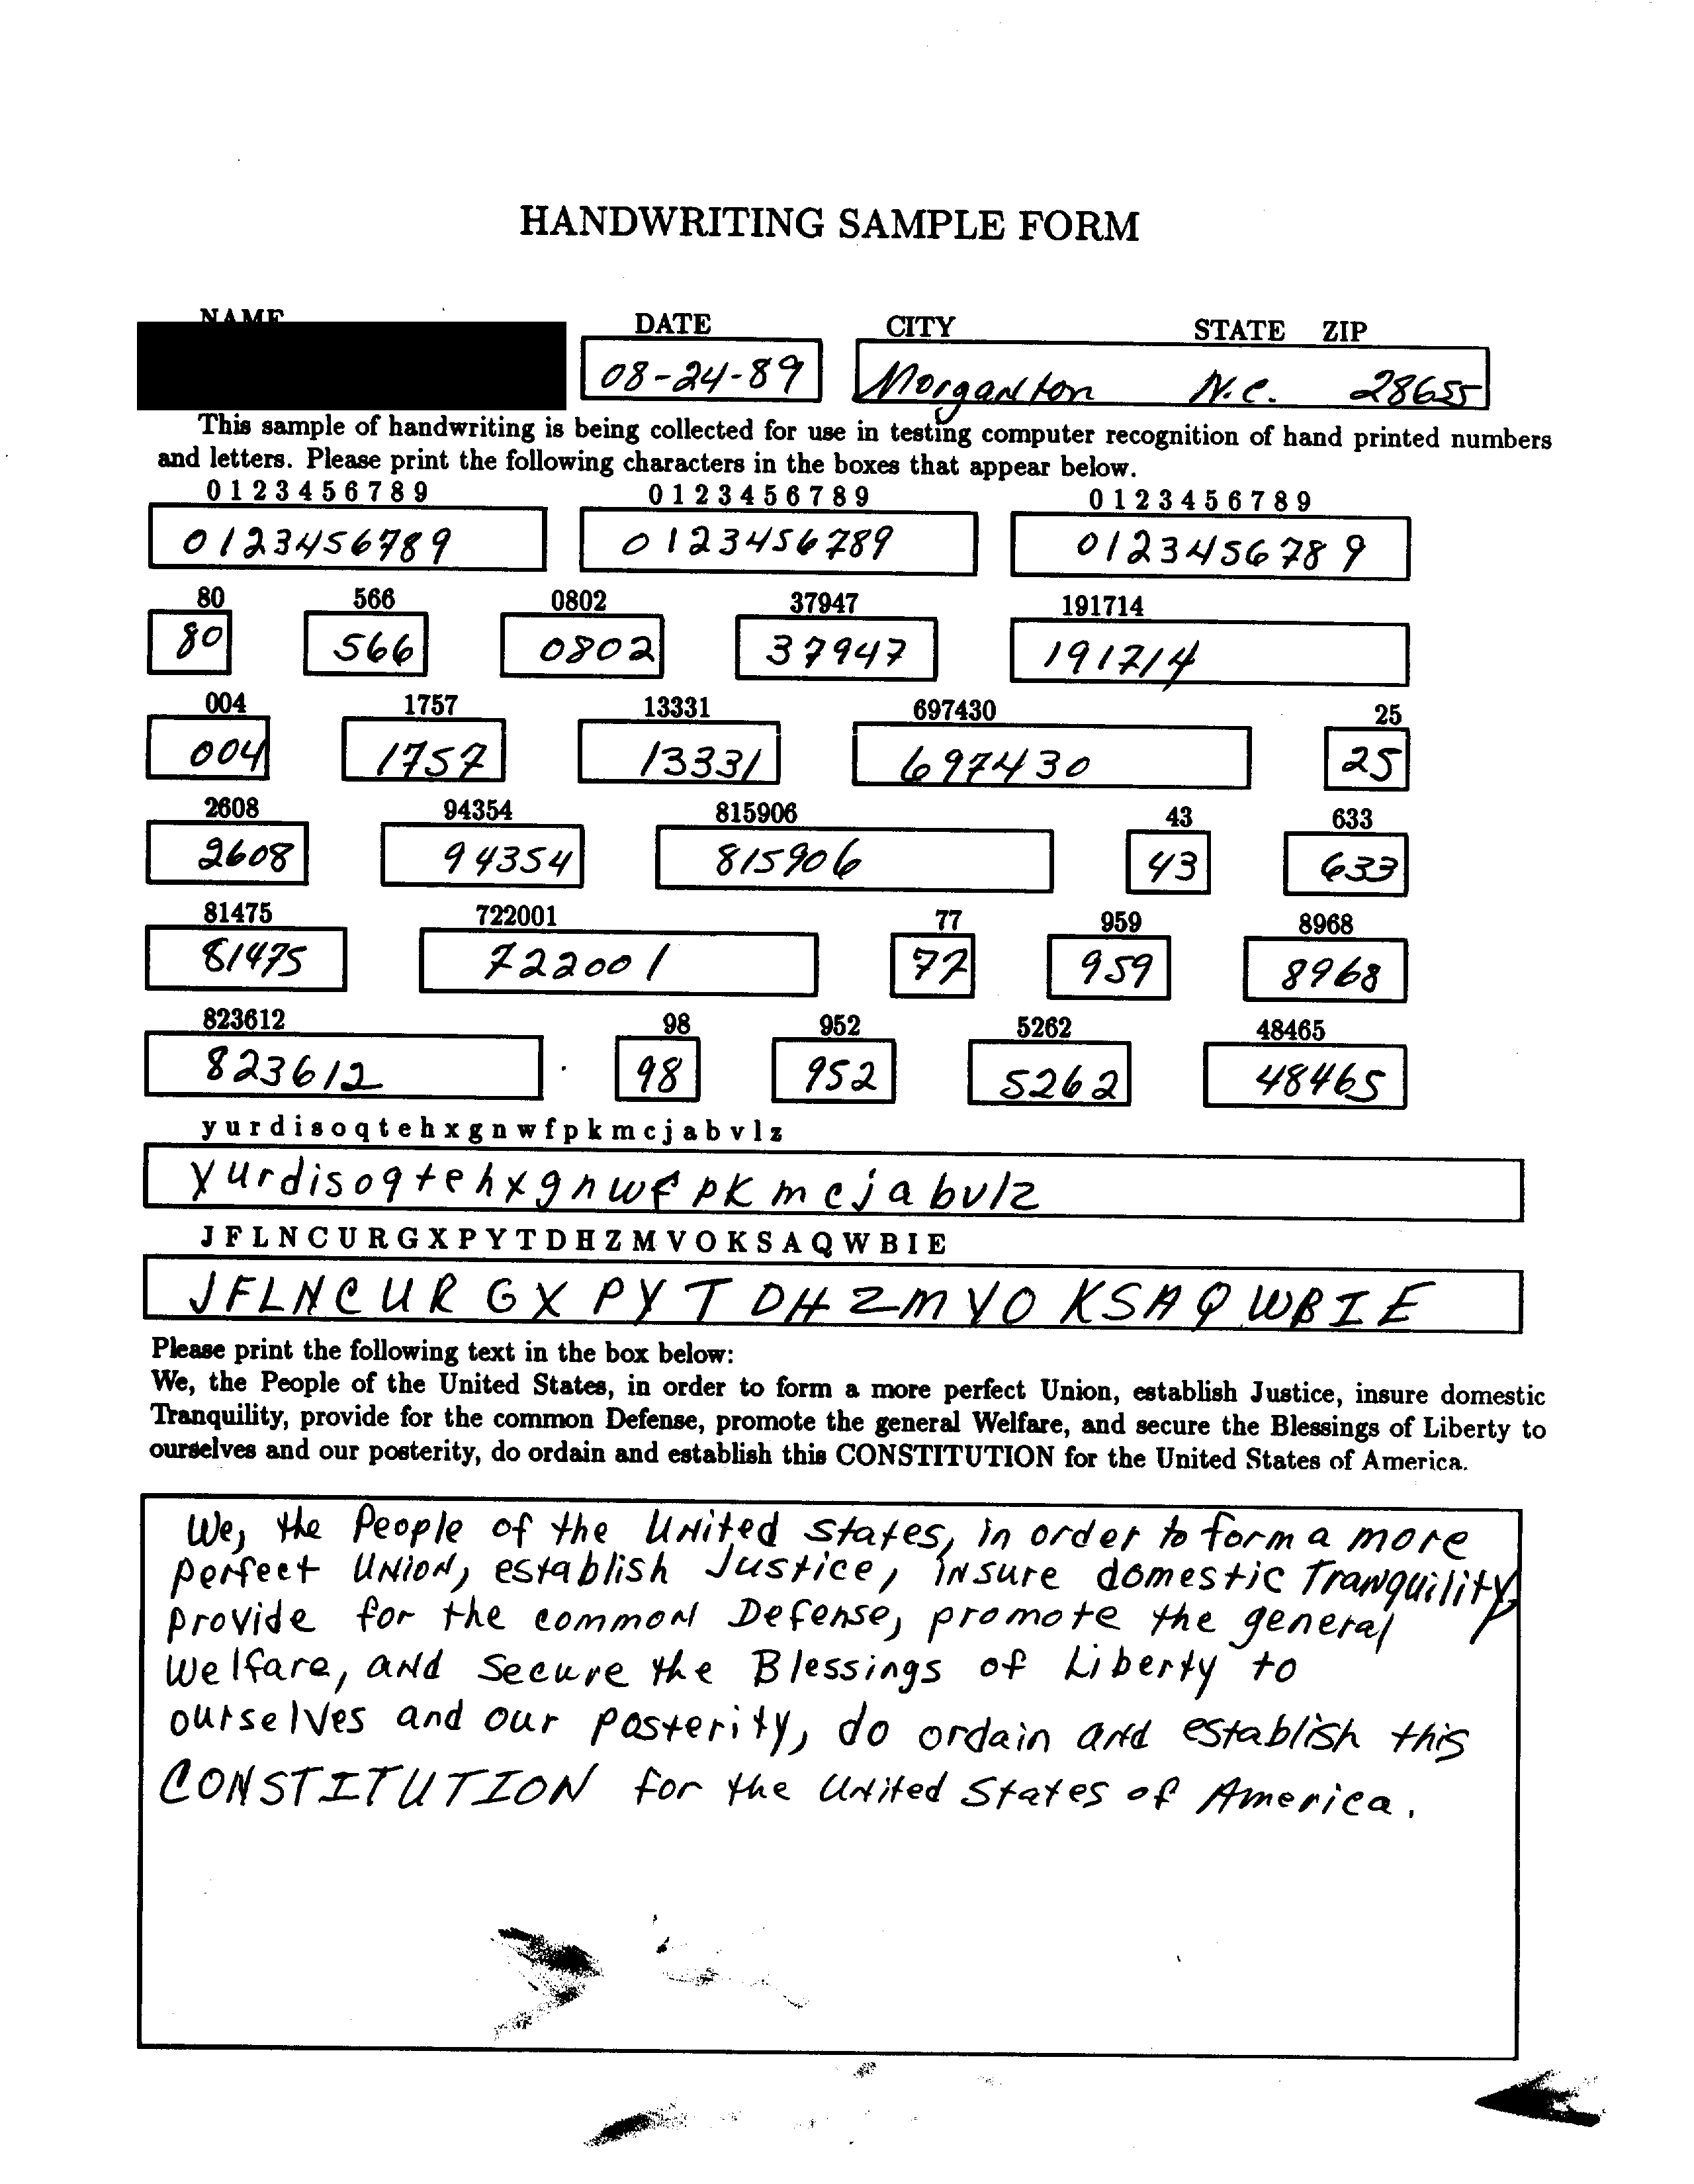 HANDWRITING SAMPLE FORM
NAME DATE CITY STATE ZIP
08-24-89 Morganton N.C. 28655
This sample of handwriting is being collected for use in testing computer recognition of hand printed numbers
and letters. Please print the following characters in the boxes that appear below.
0 1 2 3 4 5 6 7 8 9 0 1 2 3 4 5 6 7 8 9 0 1 2 3 4 5 6 7 8 9
0123456789 0123456789 0123456789
80 566 0802 37947 191714
80 566 0802 37947 191714
004 1757 13331 697430 25
004 1757 13331 697430 25
2608 94354 815906 43 633
2608 94354 815906 43 633
81475 722001 77 959 8968
81475 722001 77 959 8968
823612 98 952 5262 48465
823612 98 952 5262 48465
y u r d i s o q t e h x g n w f p k m c j a b v l z
yurdisoqtehxgnwfpkmcjabvlz
J F L N C U R G X P Y T D H Z M V O K S A Q W B I E
JFLNCURGXPYTDHZMVOKSAQWBIE
Please print the following text in the box below:
We, the People of the United States, in order to form a more perfect Union, establish Justice, insure domestic
Tranquility, provide for the common Defense, promote the general Welfare, and secure the Blessings of Liberty to
ourselves and our posterity, do ordain and establish this CONSTITUTION for the United States of America.
We, the People of the United States, in order to form a more
perfect UNION, establish Justice, insure domestic Tranquility,
provide for the common Defense, promote the general
Welfare, and secure the Blessings of Liberty to
ourselves and our posterity, do ordain and establish this
CONSTITUTION for the United States of America.